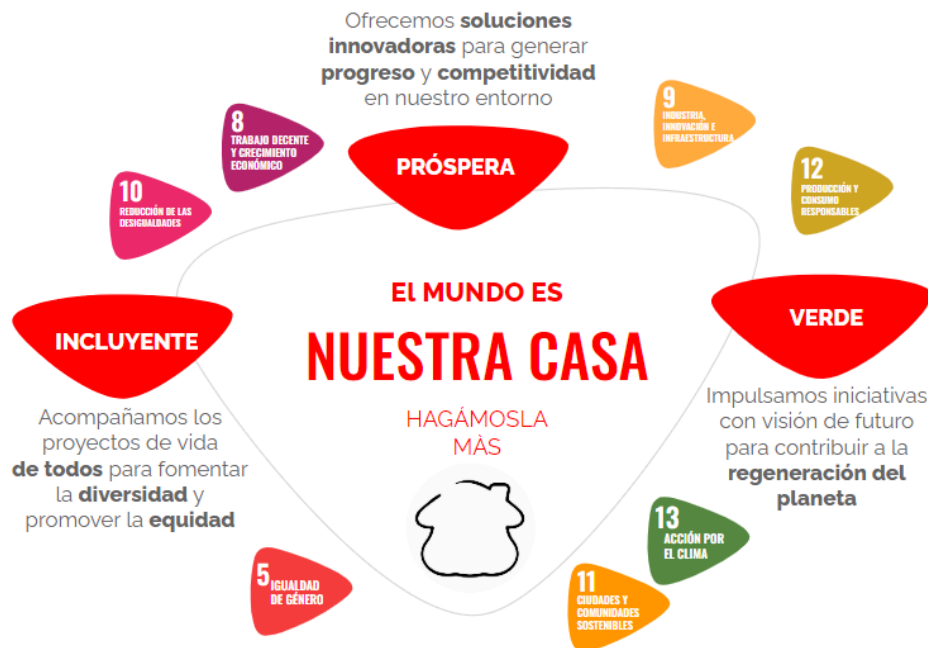 Ofrecemos soluciones
innovadoras para generar
progreso y competitividad
en nuestro entorno
PRÓSPERA
8
TRABAJO DECENTE
Y CRECIMIENTO
ECONÓMICO
9
INDUSTRIA,
INNOVACIÓN E
INFRAESTRUCTURA
10
REDUCCIÓN DE LAS
DESIGUALDADES
12
PRODUCCIÓN Y
CONSUMO
RESPONSABLES
El MUNDO ES
NUESTRA CASA
HAGÁMOSLA
MÀS
INCLUYENTE
Acompañamos los
proyectos de vida
de todos para fomentar
la diversidad y
promover la equidad
VERDE
Impulsamos iniciativas
con visión de futuro
para contribuir a la
regeneración del
planeta
5
IGUALDAD
DE GÉNERO
13
ACCIÓN POR
EL CLIMA
11
CIUDADES Y
COMUNIDADES
SOSTENIBLES